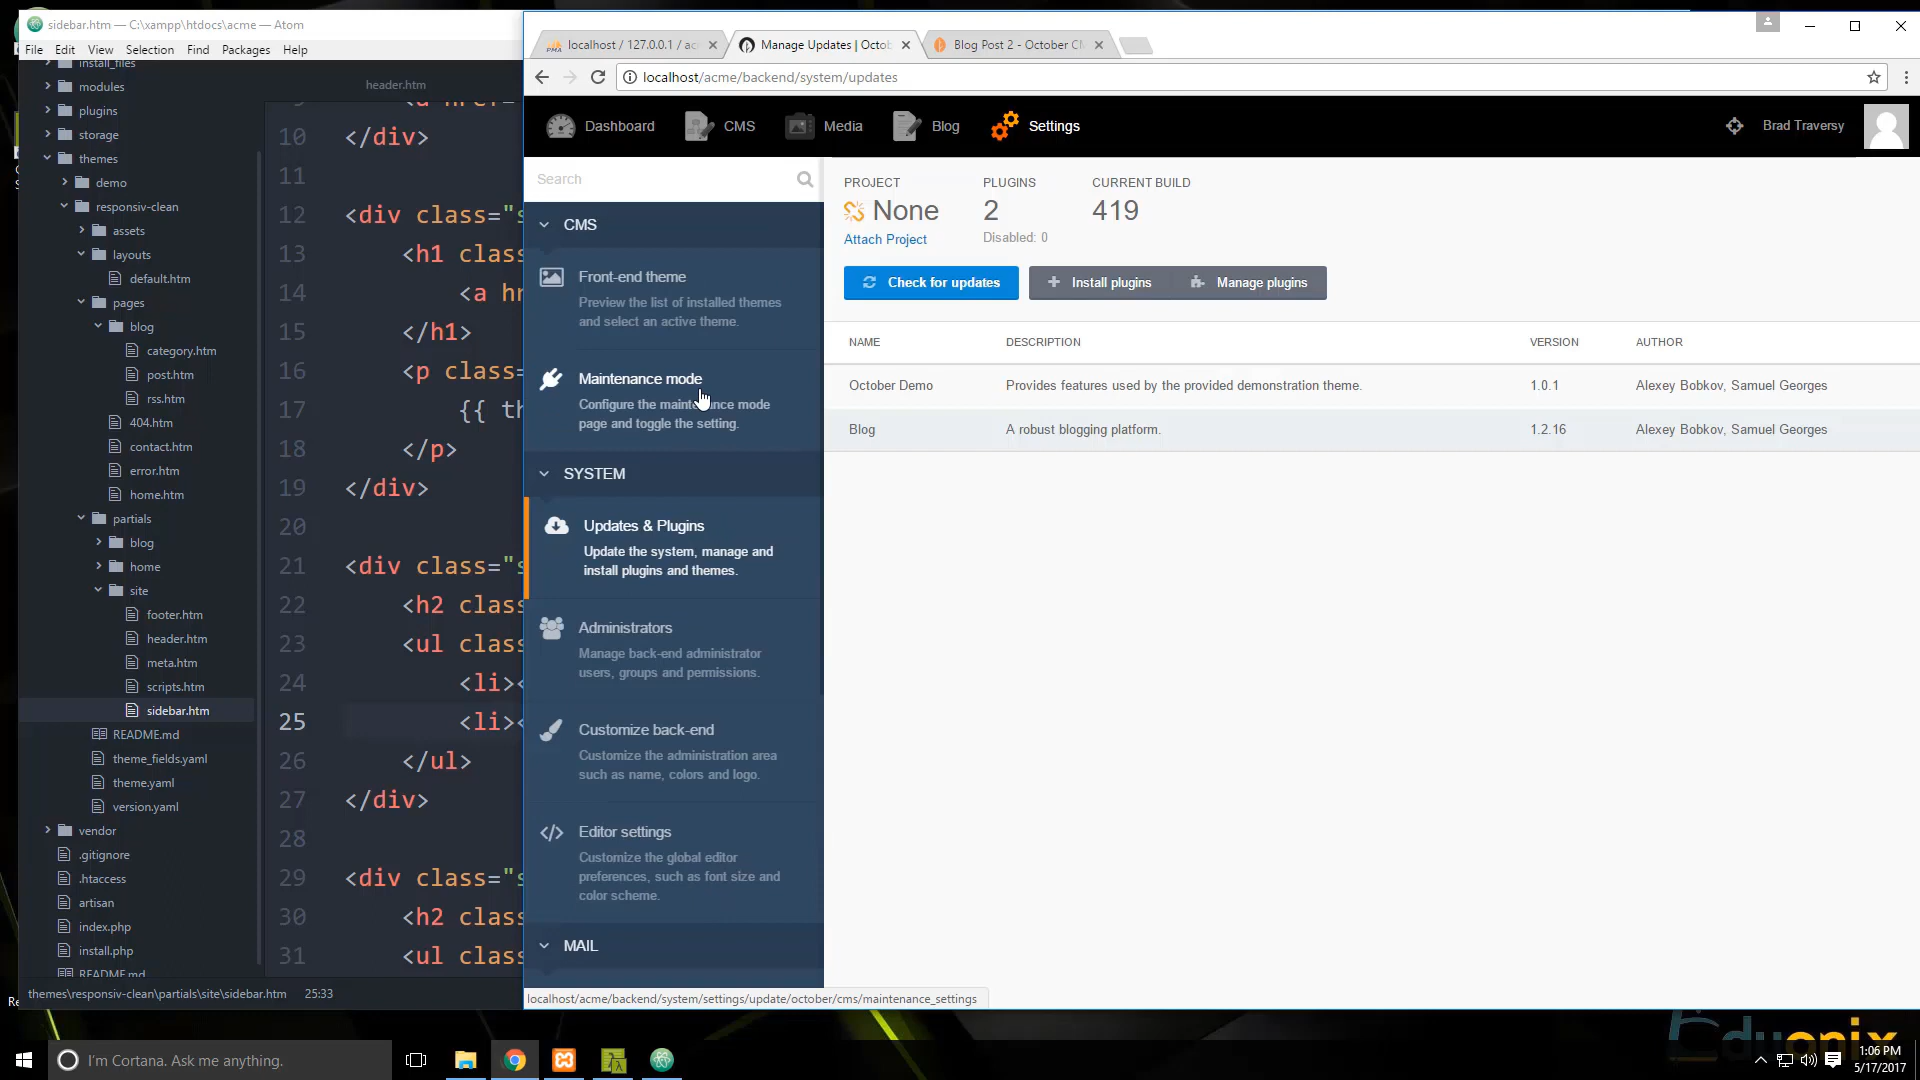 sidebar.htm — C:\xampp\htdocs\acme — Atom
File Edit View Selection Find Packages Help
install_files
modules
plugins
storage
themes
demo
responsiv-clean
assets
layouts
default.htm
pages
blog
category.htm
post.htm
rss.htm
404.htm
contact.htm
error.htm
home.htm
partials
blog
home
site
footer.htm
header.htm
meta.htm
scripts.htm
sidebar.htm
README.md
theme_fields.yaml
theme.yaml
version.yaml
vendor
.gitignore
.htaccess
artisan
index.php
install.php
README.md
themes\responsiv-clean\partials\site\sidebar.htm 25:33
header.htm
10 </div>
11
12 <div class="s
13 <h1 class
14 <a hr
15 </h1>
16 <p class=
17 {{ th
18 </p>
19 </div>
20
21 <div class="s
22 <h2 class
23 <ul class
24 <li><
25 <li><
26 </ul>
27 </div>
28
29 <div class="s
30 <h2 class
31 <ul class
localhost / 127.0.0.1 / ac
Manage Updates | Octob
Blog Post 2 - October C
localhost/acme/backend/system/updates
Dashboard CMS Media Blog Settings Brad Traversy
Search
CMS
Front-end theme
Preview the list of installed themes
and select an active theme.
Maintenance mode
Configure the maintenance mode
page and toggle the setting.
SYSTEM
Updates & Plugins
Update the system, manage and
install plugins and themes.
Administrators
Manage back-end administrator
users, groups and permissions.
Customize back-end
Customize the administration area
such as name, colors and logo.
Editor settings
Customize the global editor
preferences, such as font size and
color scheme.
MAIL
localhost/acme/backend/system/settings/update/october/cms/maintenance_settings
PROJECT PLUGINS CURRENT BUILD
None 2 419
Attach Project Disabled: 0
Check for updates Install plugins Manage plugins
NAME DESCRIPTION VERSION AUTHOR
October Demo Provides features used by the provided demonstration theme. 1.0.1 Alexey Bobkov, Samuel Georges
Blog A robust blogging platform. 1.2.16 Alexey Bobkov, Samuel Georges
Eduonix
I'm Cortana. Ask me anything.
1:06 PM
5/17/2017